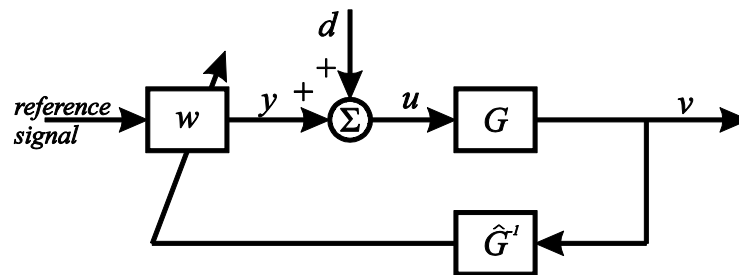 d
+
reference
signal
w
y
+
Σ
u
G
v
Ĝ⁻¹